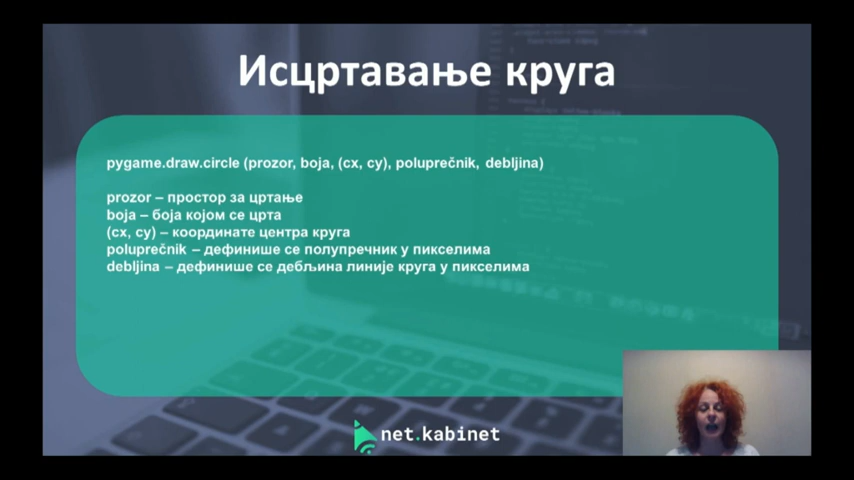 Исцртавање круга
pygame.draw.circle (prozor, boja, (cx, cy), poluprečnik, debljina)
prozor – простор за цртање
boja – боја којом се црта
(cx, cy) – координате центра круга
poluprečnik – дефинише се полупречник у пикселима
debljina – дефинише се дебљина линије круга у пикселима
net.kabinet